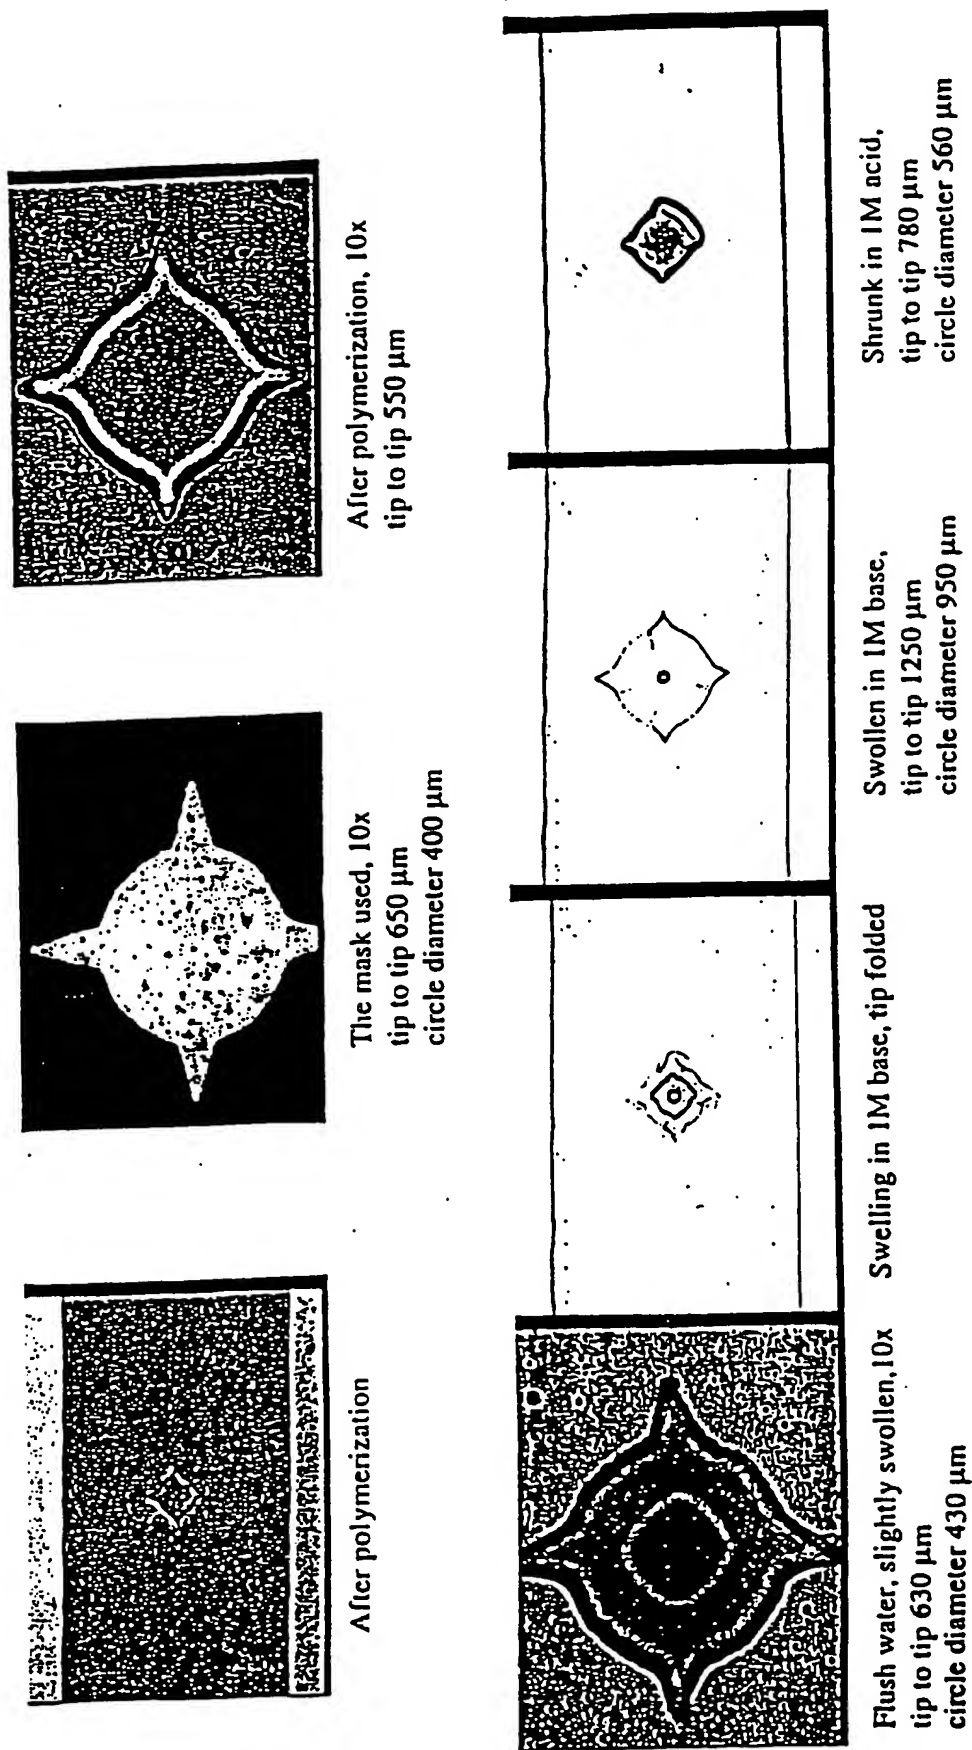 After polymerization
The mask used, 10x
tip to tip 650 µm
circle diameter 400 µm
After polymerization, 10x
tip to tip 550 µm
Flush water, slightly swollen, 10x
tip to tip 630 µm
circle diameter 430 µm
Swelling in 1M base, tip folded
Swollen in 1M base,
tip to tip 1250 µm
circle diameter 950 µm
Shrunk in 1M acid,
tip to tip 780 µm
circle diameter 560 µm